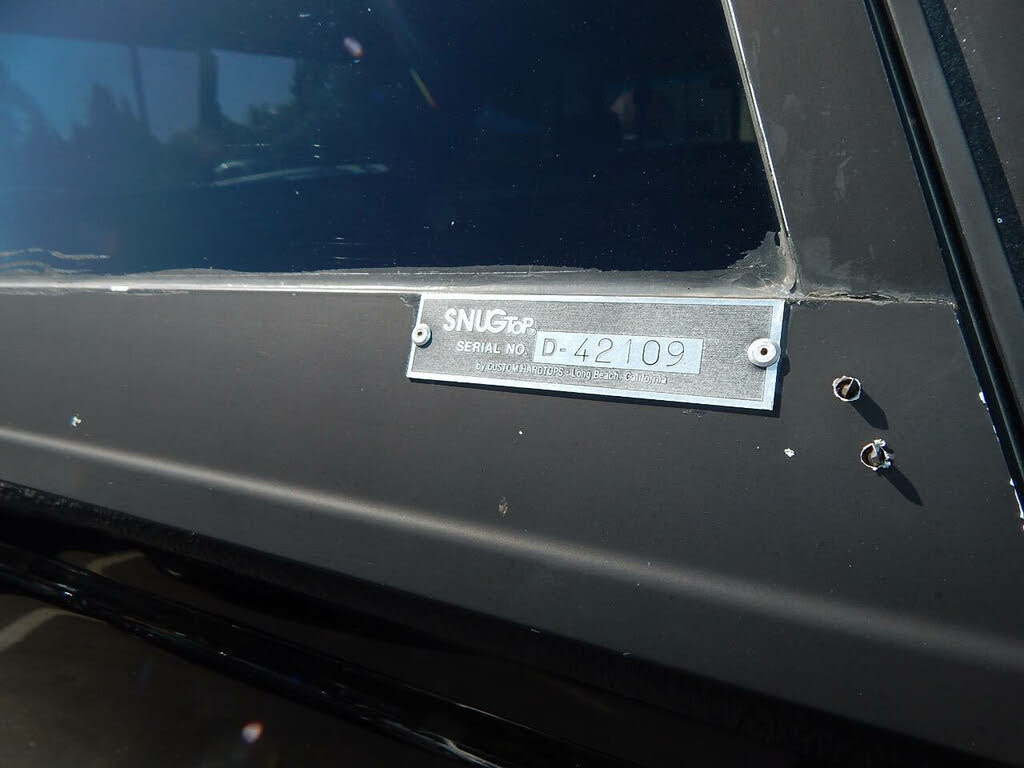 SNUGTOP®
SERIAL NO. D-42109
by CUSTOM HARDTOPS - Long Beach, California